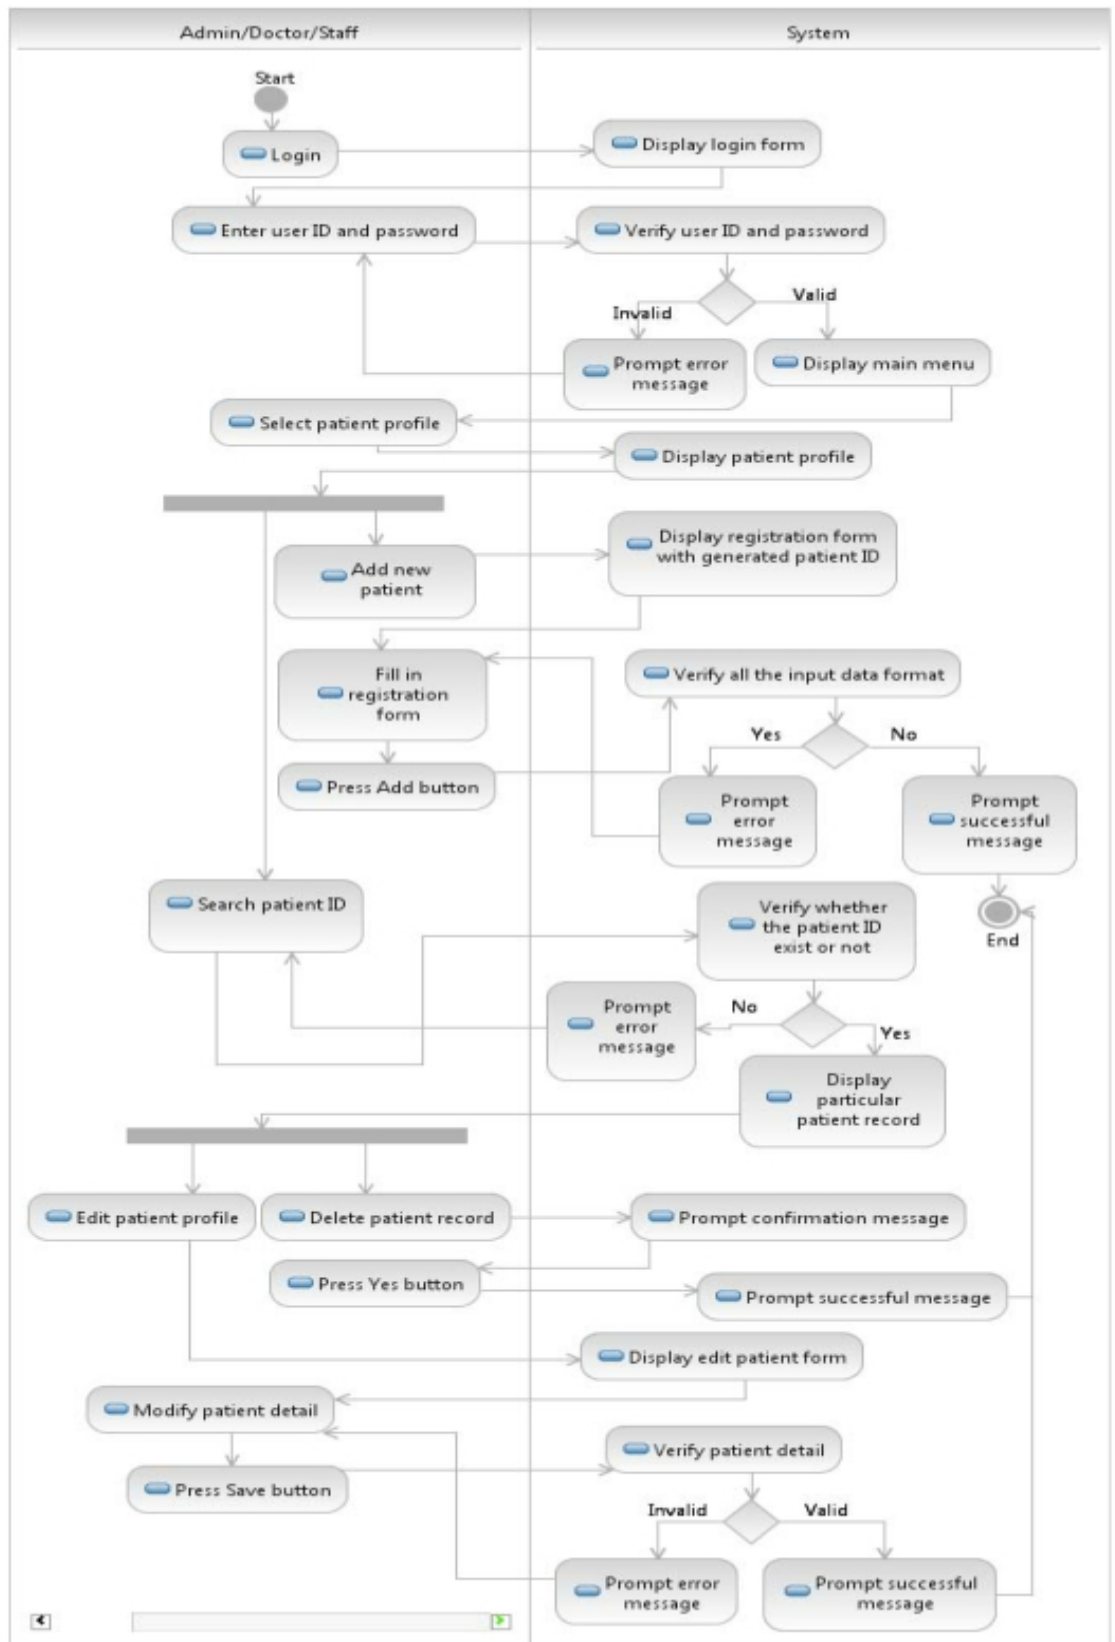 Admin/Doctor/Staff
System
Start
Login
Display login form
Enter user ID and password
Verify user ID and password
Valid
Invalid
Prompt error
message
Display main menu
Select patient profile
Display patient profile
Display registration form
with generated patient ID
Add new
patient
Fill in
registration
form
Verify all the input data format
Yes
No
Press Add button
Prompt
error
message
Prompt
successful
message
Search patient ID
Verify whether
the patient ID
exist or not
End
No
Prompt
error
message
Yes
Display
particular
patient record
Edit patient profile
Delete patient record
Prompt confirmation message
Press Yes button
Prompt successful message
Display edit patient form
Modify patient detail
Verify patient detail
Press Save button
Invalid
Valid
Prompt error
message
Prompt successful
message